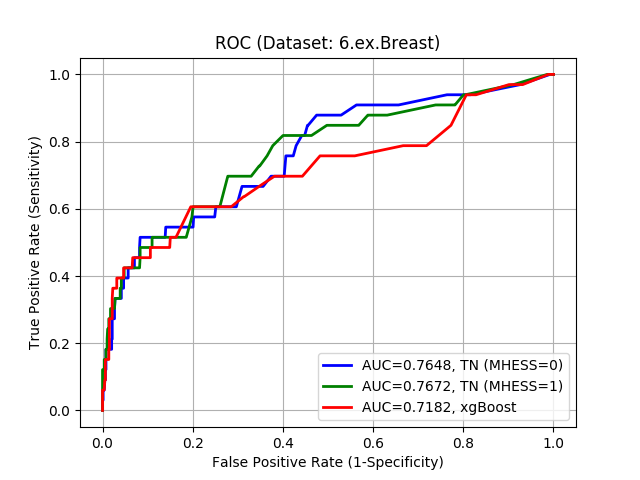 ROC (Dataset: 6.ex.Breast)
True Positive Rate (Sensitivity)
1.0
0.8
0.6
0.4
0.2
0.0
AUC=0.7648, TN (MHESS=0)
AUC=0.7672, TN (MHESS=1)
AUC=0.7182, xgBoost
0.0 0.2 0.4 0.6 0.8 1.0
False Positive Rate (1-Specificity)